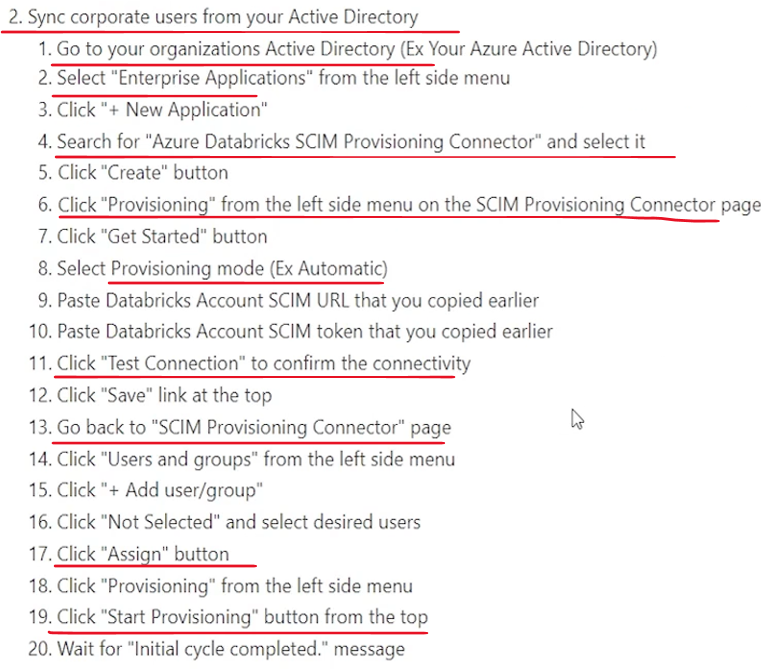 2. Sync corporate users from your Active Directory
1. Go to your organizations Active Directory (Ex Your Azure Active Directory)
2. Select "Enterprise Applications" from the left side menu
3. Click "+ New Application"
4. Search for "Azure Databricks SCIM Provisioning Connector" and select it
5. Click "Create" button
6. Click "Provisioning" from the left side menu on the SCIM Provisioning Connector page
7. Click "Get Started" button
8. Select Provisioning mode (Ex Automatic)
9. Paste Databricks Account SCIM URL that you copied earlier
10. Paste Databricks Account SCIM token that you copied earlier
11. Click "Test Connection" to confirm the connectivity
12. Click "Save" link at the top
13. Go back to "SCIM Provisioning Connector" page
14. Click "Users and groups" from the left side menu
15. Click "+ Add user/group"
16. Click "Not Selected" and select desired users
17. Click "Assign" button
18. Click "Provisioning" from the left side menu
19. Click "Start Provisioning" button from the top
20. Wait for "Initial cycle completed." message